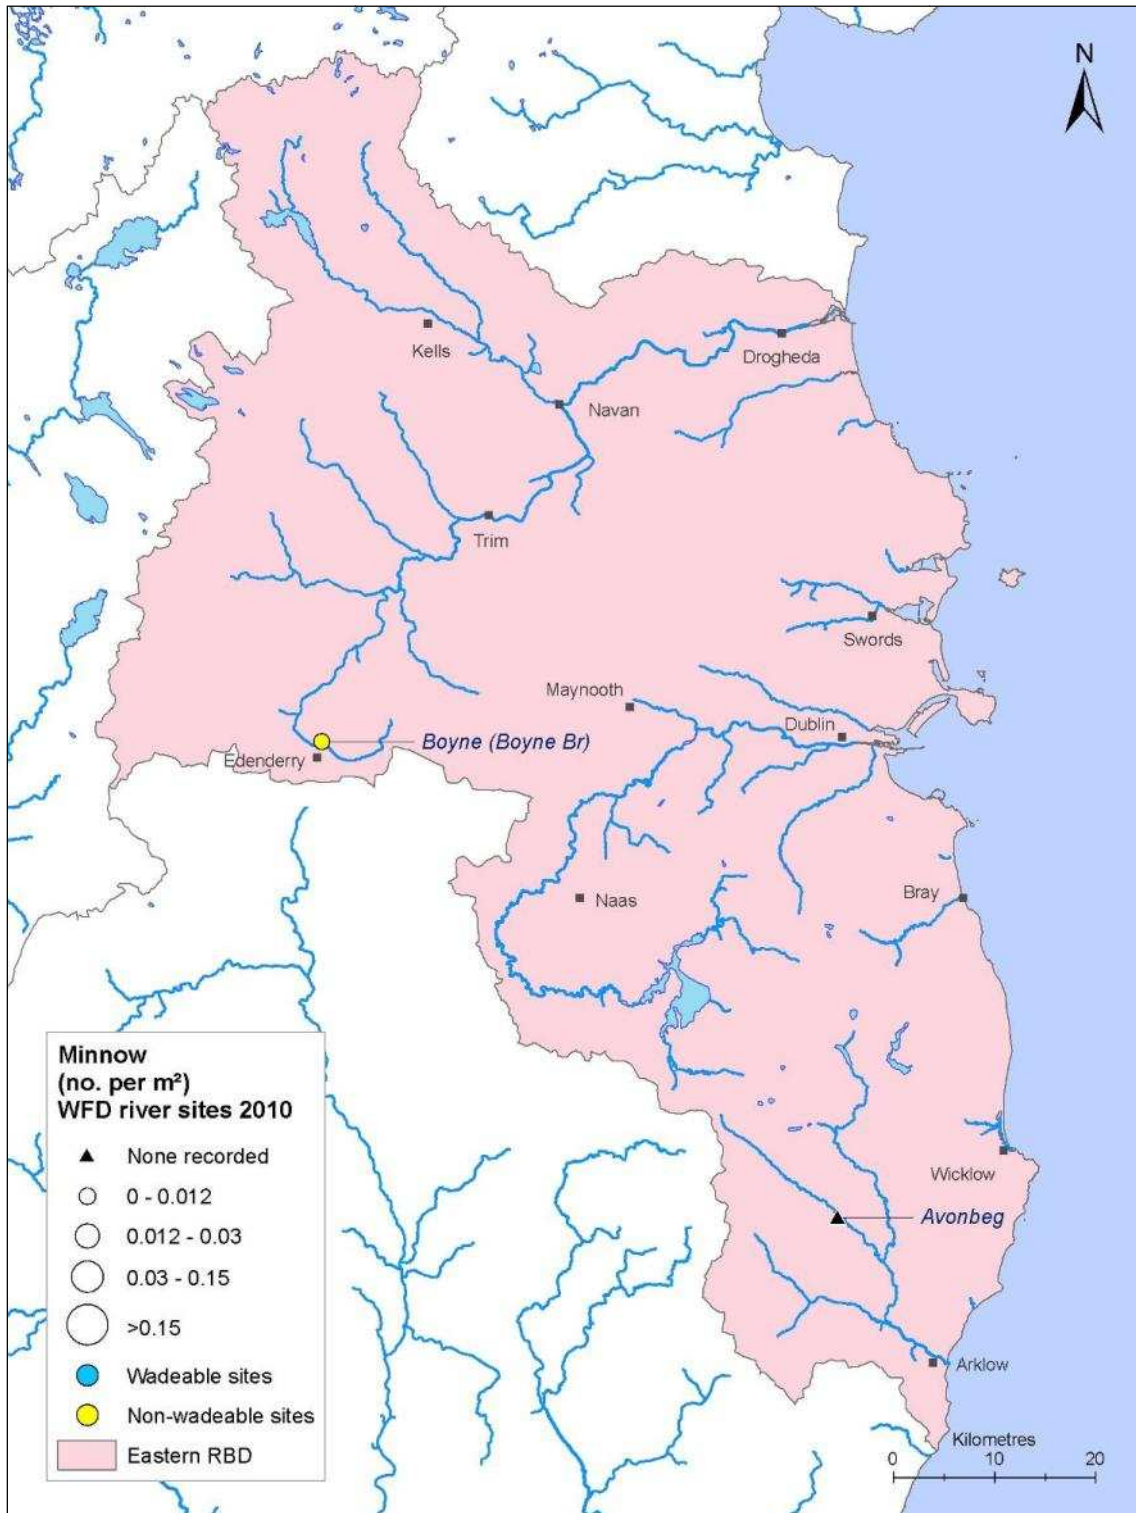 N
Kells
Drogheda
Navan
Trim
Swords
Maynooth
Dublin
Boyne (Boyne Br)
Edenderry
Naas
Bray
Minnow
(no. per m²)
WFD river sites 2010
None recorded
0 - 0.012
0.012 - 0.03
0.03 - 0.15
>0.15
Wadeable sites
Non-wadeable sites
Eastern RBD
Wicklow
Avonbeg
Arklow
Kilometres
0 10 20